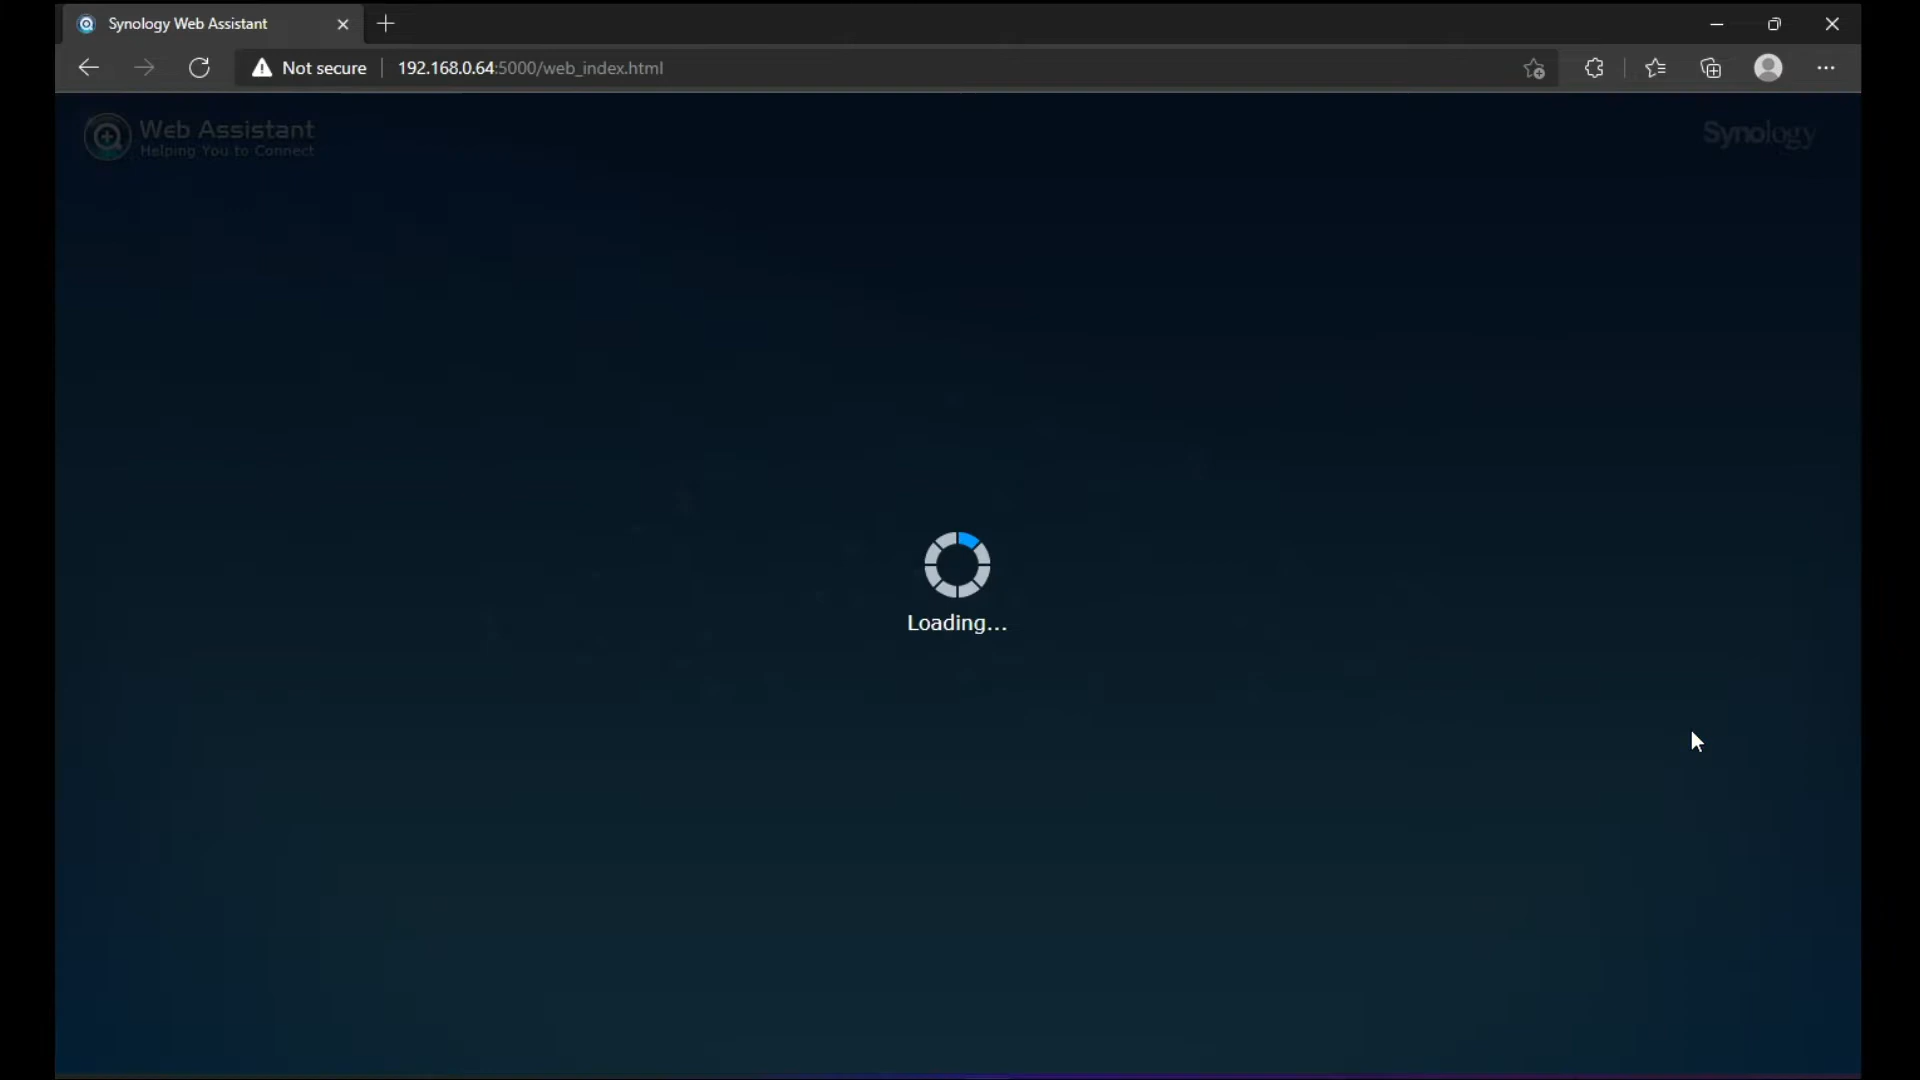 Synology Web Assistant
Not secure
192.168.0.64:5000/web_index.html
Web Assistant
Helping You to Connect
Synology
Loading...